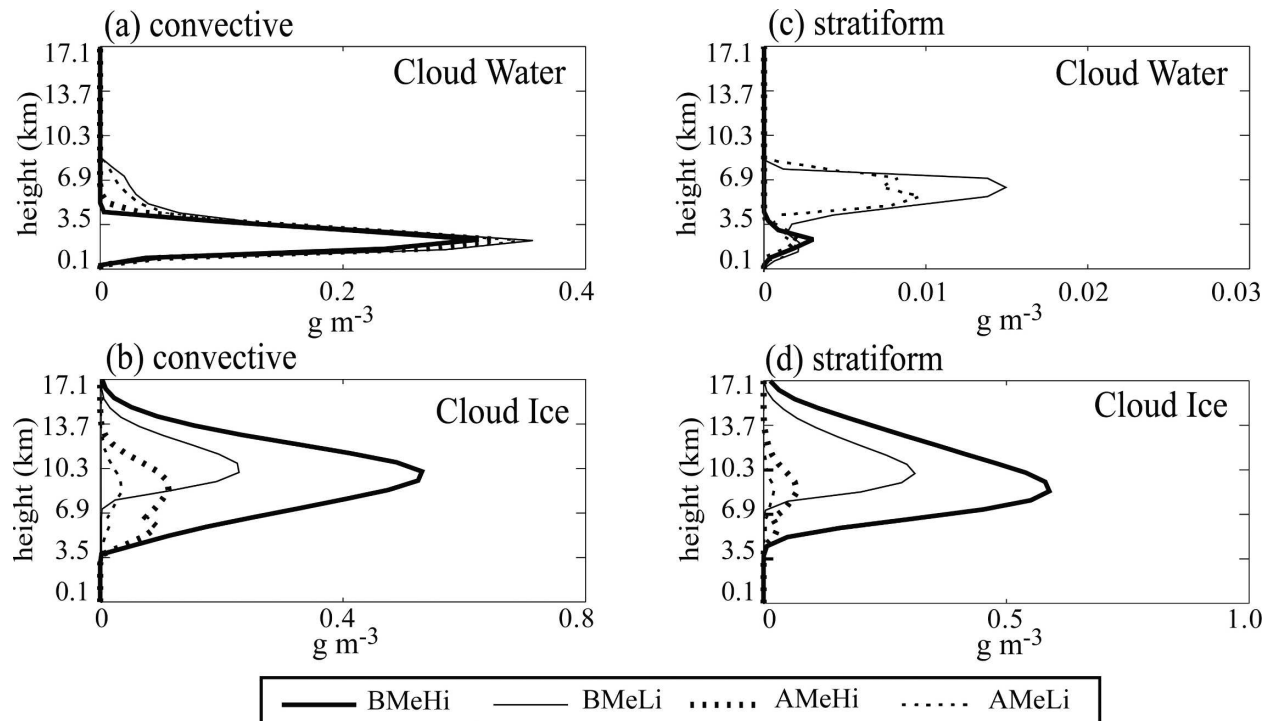 (a) convective
Cloud Water
height (km)
17.1
13.7
10.3
6.9
3.5
0.1
0
0.2
0.4
g m-3
(c) stratiform
Cloud Water
height (km)
17.1
13.7
10.3
6.9
3.5
0.1
0
0.01
0.02
0.03
g m-3
(b) convective
Cloud Ice
height (km)
17.1
13.7
10.3
6.9
3.5
0.1
0
0.4
0.8
g m-3
(d) stratiform
Cloud Ice
height (km)
17.1
13.7
10.3
6.9
3.5
0.1
0
0.5
1.0
g m-3
BMeHi BMeLi AMeHi AMeLi